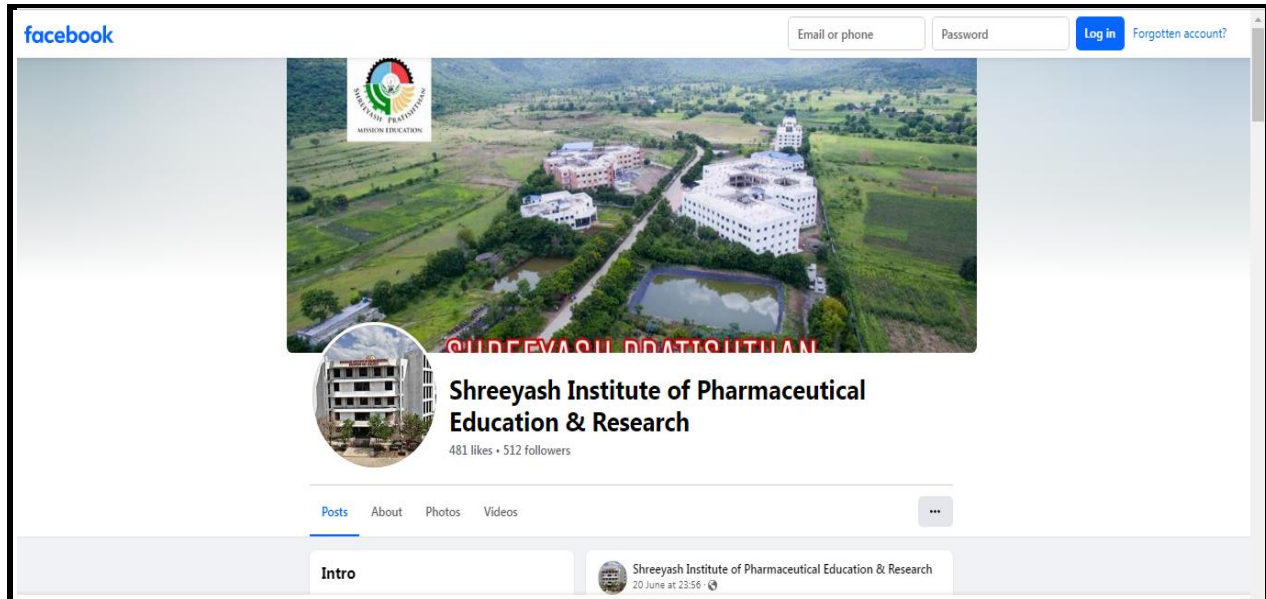 facebook
Email or phone
Password
Log in
Forgotten account?
SHREEYASH PRATISHTHAN
MISSION EDUCATION
SHREEYASH PRATISHTHAN
Shreeyash Institute of Pharmaceutical
Education & Research
481 likes • 512 followers
Posts
About
Photos
Videos
Intro
Shreeyash Institute of Pharmaceutical Education & Research
20 June at 23:56 ·